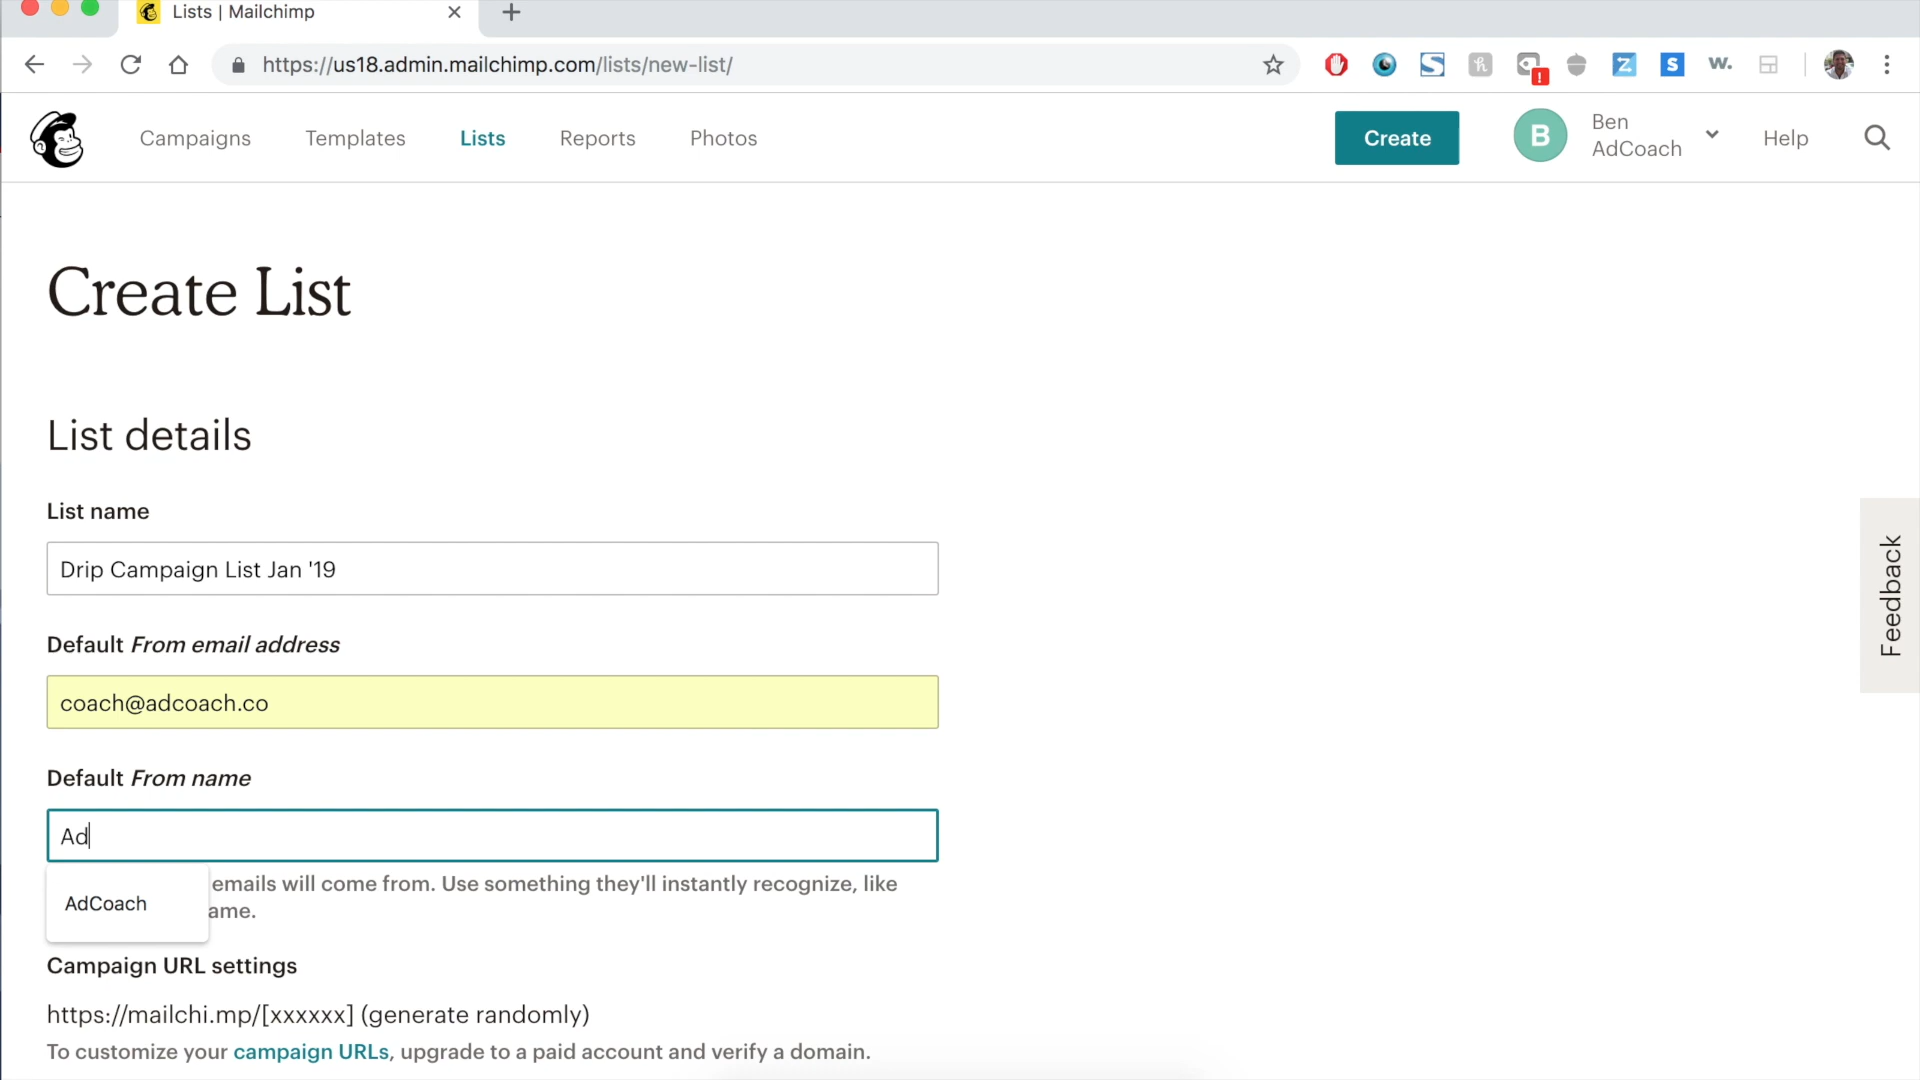 Lists | Mailchimp
https://us18.admin.mailchimp.com/lists/new-list/
Campaigns
Templates
Lists
Reports
Photos
Create
B
Ben
AdCoach
Help
Create List
List details
List name
Drip Campaign List Jan '19
Default From email address
coach@adcoach.co
Default From name
Ad
AdCoach
emails will come from. Use something they'll instantly recognize, like
ame.
Campaign URL settings
https://mailchi.mp/[xxxxxx] (generate randomly)
To customize your campaign URLs, upgrade to a paid account and verify a domain.
Feedback